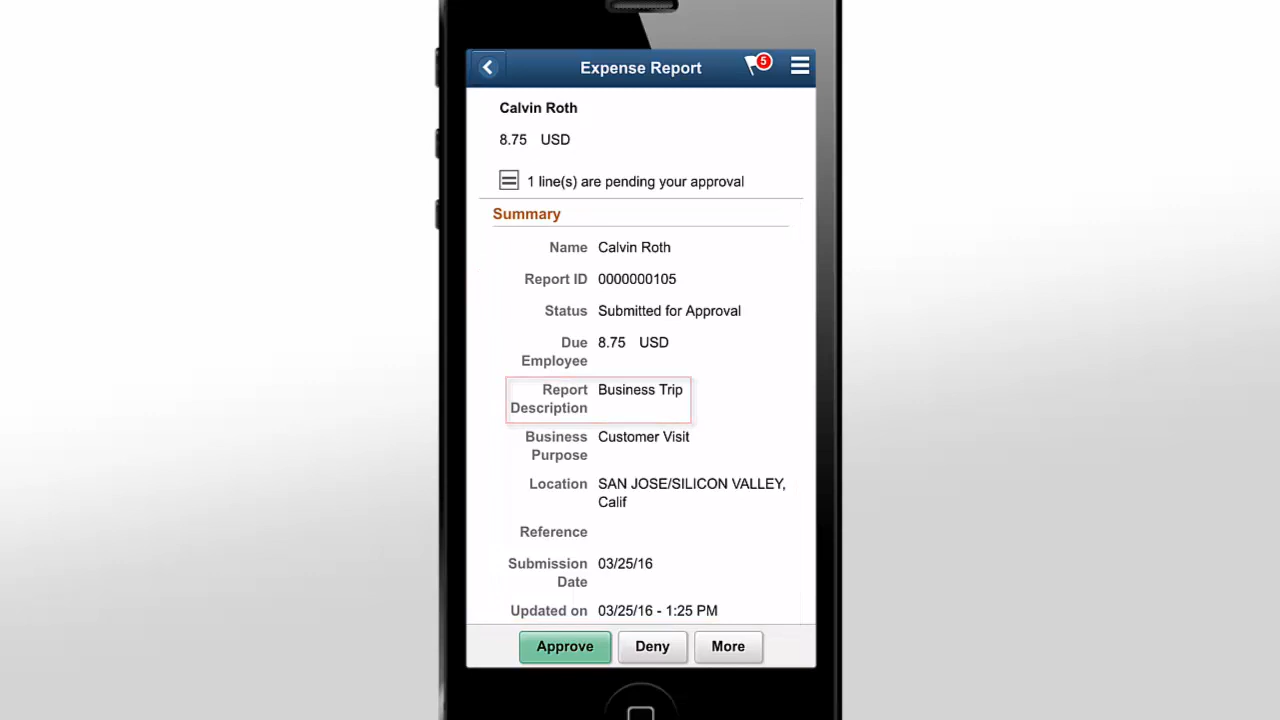 Expense Report
5
Calvin Roth
8.75 USD
1 line(s) are pending your approval
Summary
Name Calvin Roth
Report ID 0000000105
Status Submitted for Approval
Due 8.75 USD
Employee
Report Business Trip
Description
Business Customer Visit
Purpose
Location SAN JOSE/SILICON VALLEY,
Calif
Reference
Submission 03/25/16
Date
Updated on 03/25/16 - 1:25 PM
Approve Deny More